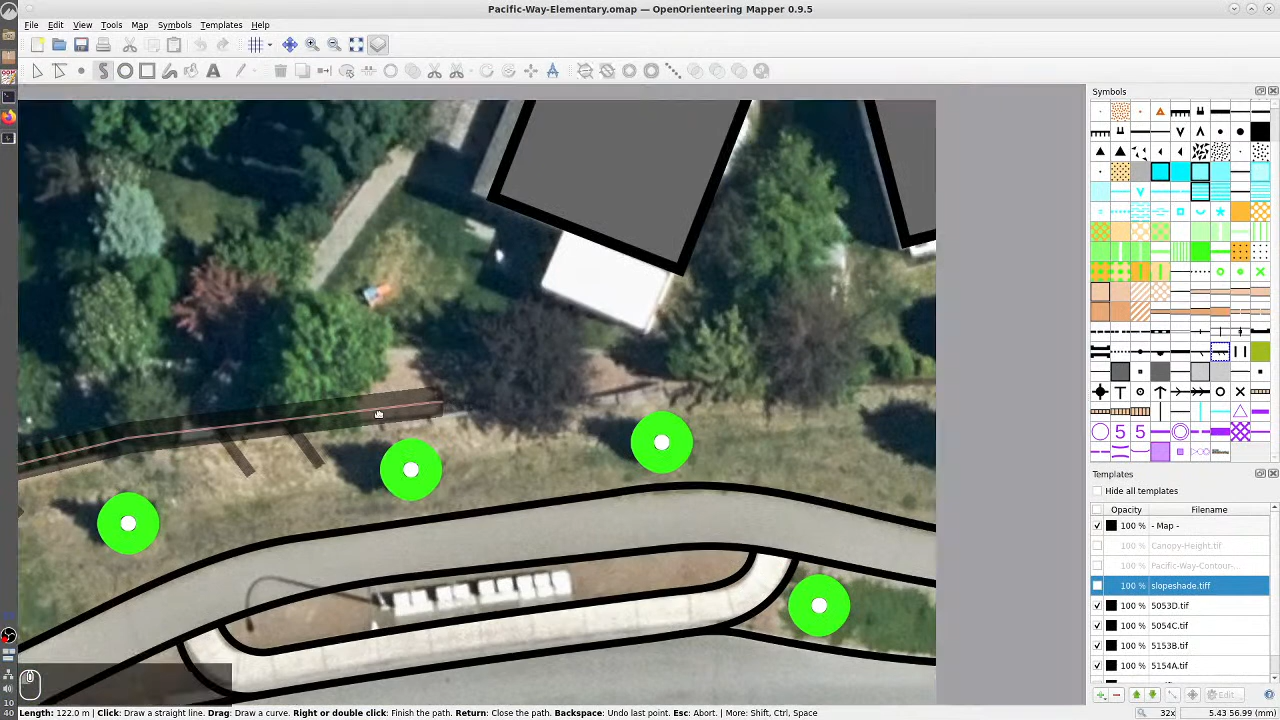 Pacific-Way-Elementary.omap — OpenOrienteering Mapper 0.9.5
File Edit View Tools Map Symbols Templates Help
Symbols
Templates
Hide all templates
Opacity Filename
100 % - Map -
100 % Canopy-Height.tif
100 % Pacific-Way-Contour-...
100 % slopeshade.tiff
100 % 5053D.tif
100 % 5054C.tif
100 % 5153B.tif
100 % 5154A.tif
Edit...
Length: 122.0 m | Click: Draw a straight line. Drag: Draw a curve. Right or double click: Finish the path. Return: Close the path. Backspace: Undo last point. Esc: Abort. | More: Shift, Ctrl, Space
32x
5.43 56.99 (mm)
10
40